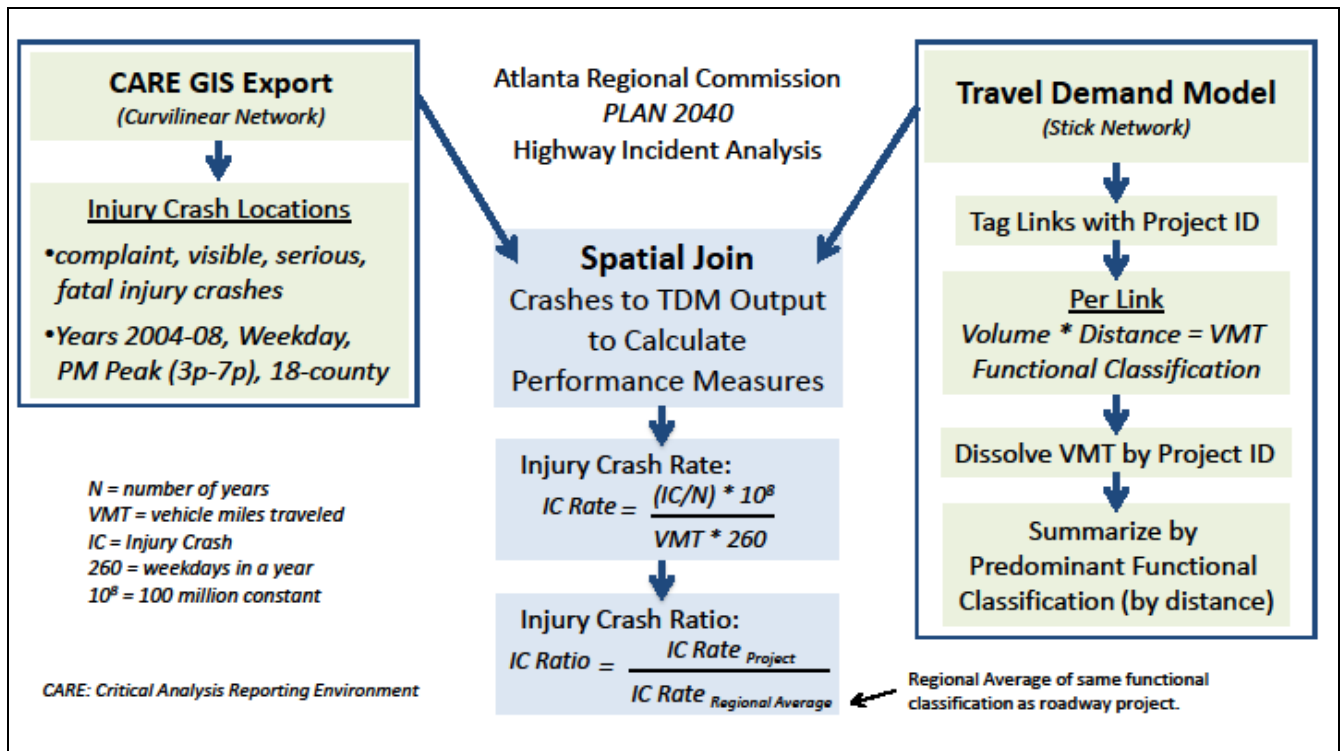 CARE GIS Export
(Curvilinear Network)
Injury Crash Locations
•complaint, visible, serious,
fatal injury crashes
•Years 2004-08, Weekday,
PM Peak (3p-7p), 18-county
Atlanta Regional Commission
PLAN 2040
Highway Incident Analysis
Spatial Join
Crashes to TDM Output
to Calculate
Performance Measures
Injury Crash Rate:
IC Rate = (IC/N) * 10⁸
VMT * 260
Injury Crash Ratio:
IC Ratio = IC Rate Project
IC Rate Regional Average
Travel Demand Model
(Stick Network)
Tag Links with Project ID
Per Link
Volume * Distance = VMT
Functional Classification
Dissolve VMT by Project ID
Summarize by
Predominant Functional
Classification (by distance)
N = number of years
VMT = vehicle miles traveled
IC = Injury Crash
260 = weekdays in a year
10⁸ = 100 million constant
CARE: Critical Analysis Reporting Environment
Regional Average of same functional
classification as roadway project.